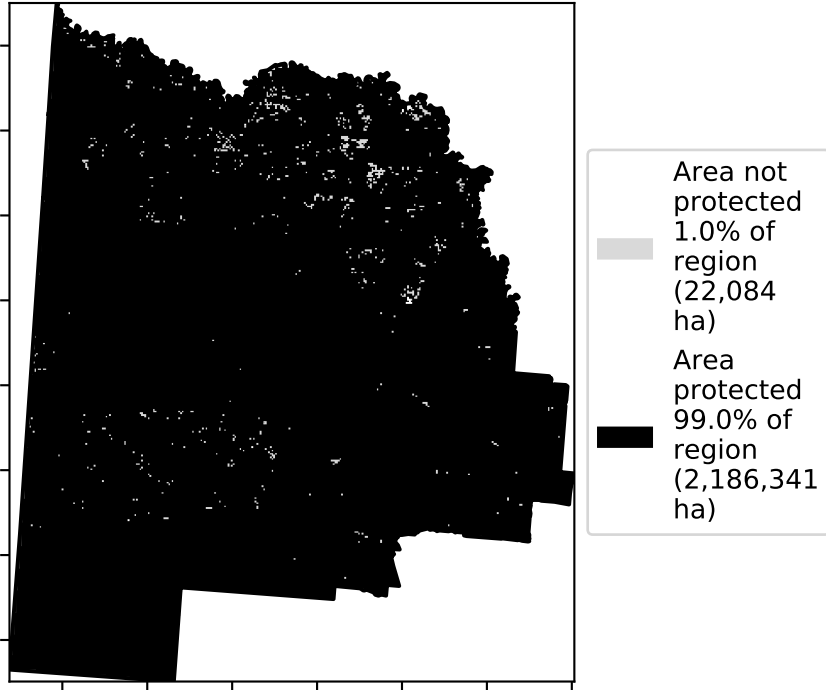 Area not
protected
1.0% of
region
(22,084
ha)
Area
protected
99.0% of
region
(2,186,341
ha)